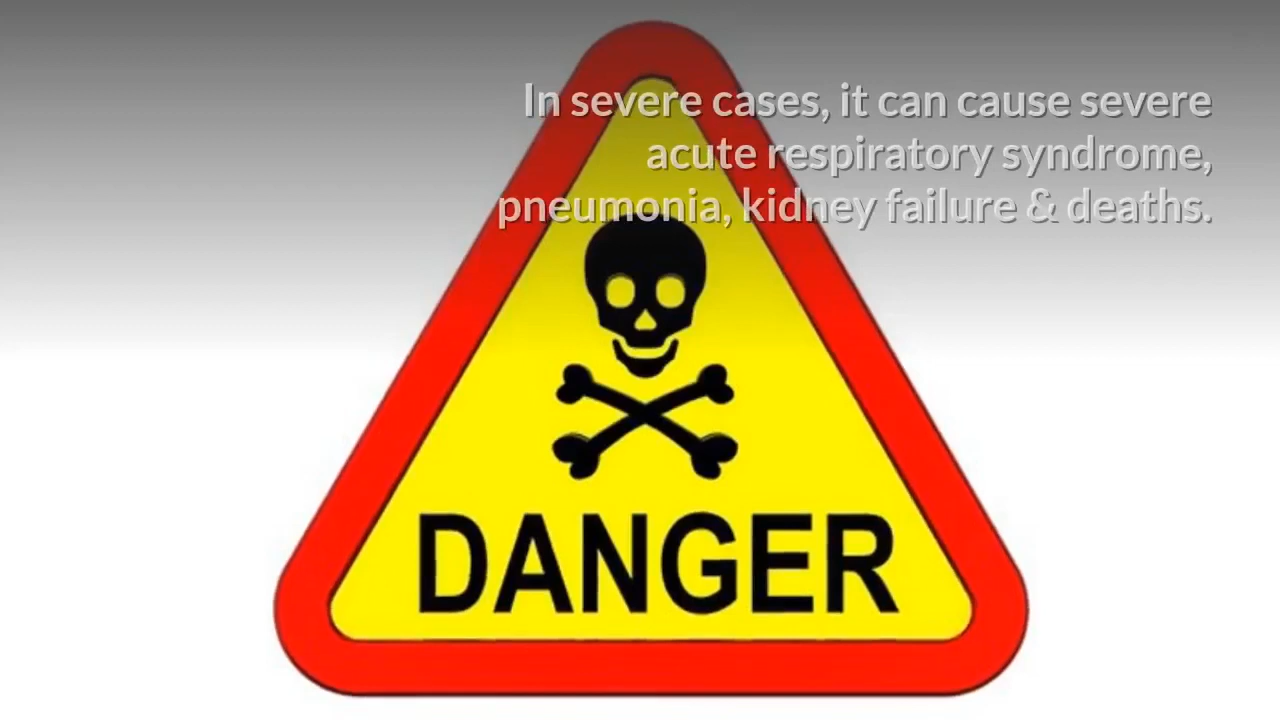 In severe cases, it can cause severe
acute respiratory syndrome,
pneumonia, kidney failure & deaths.
DANGER